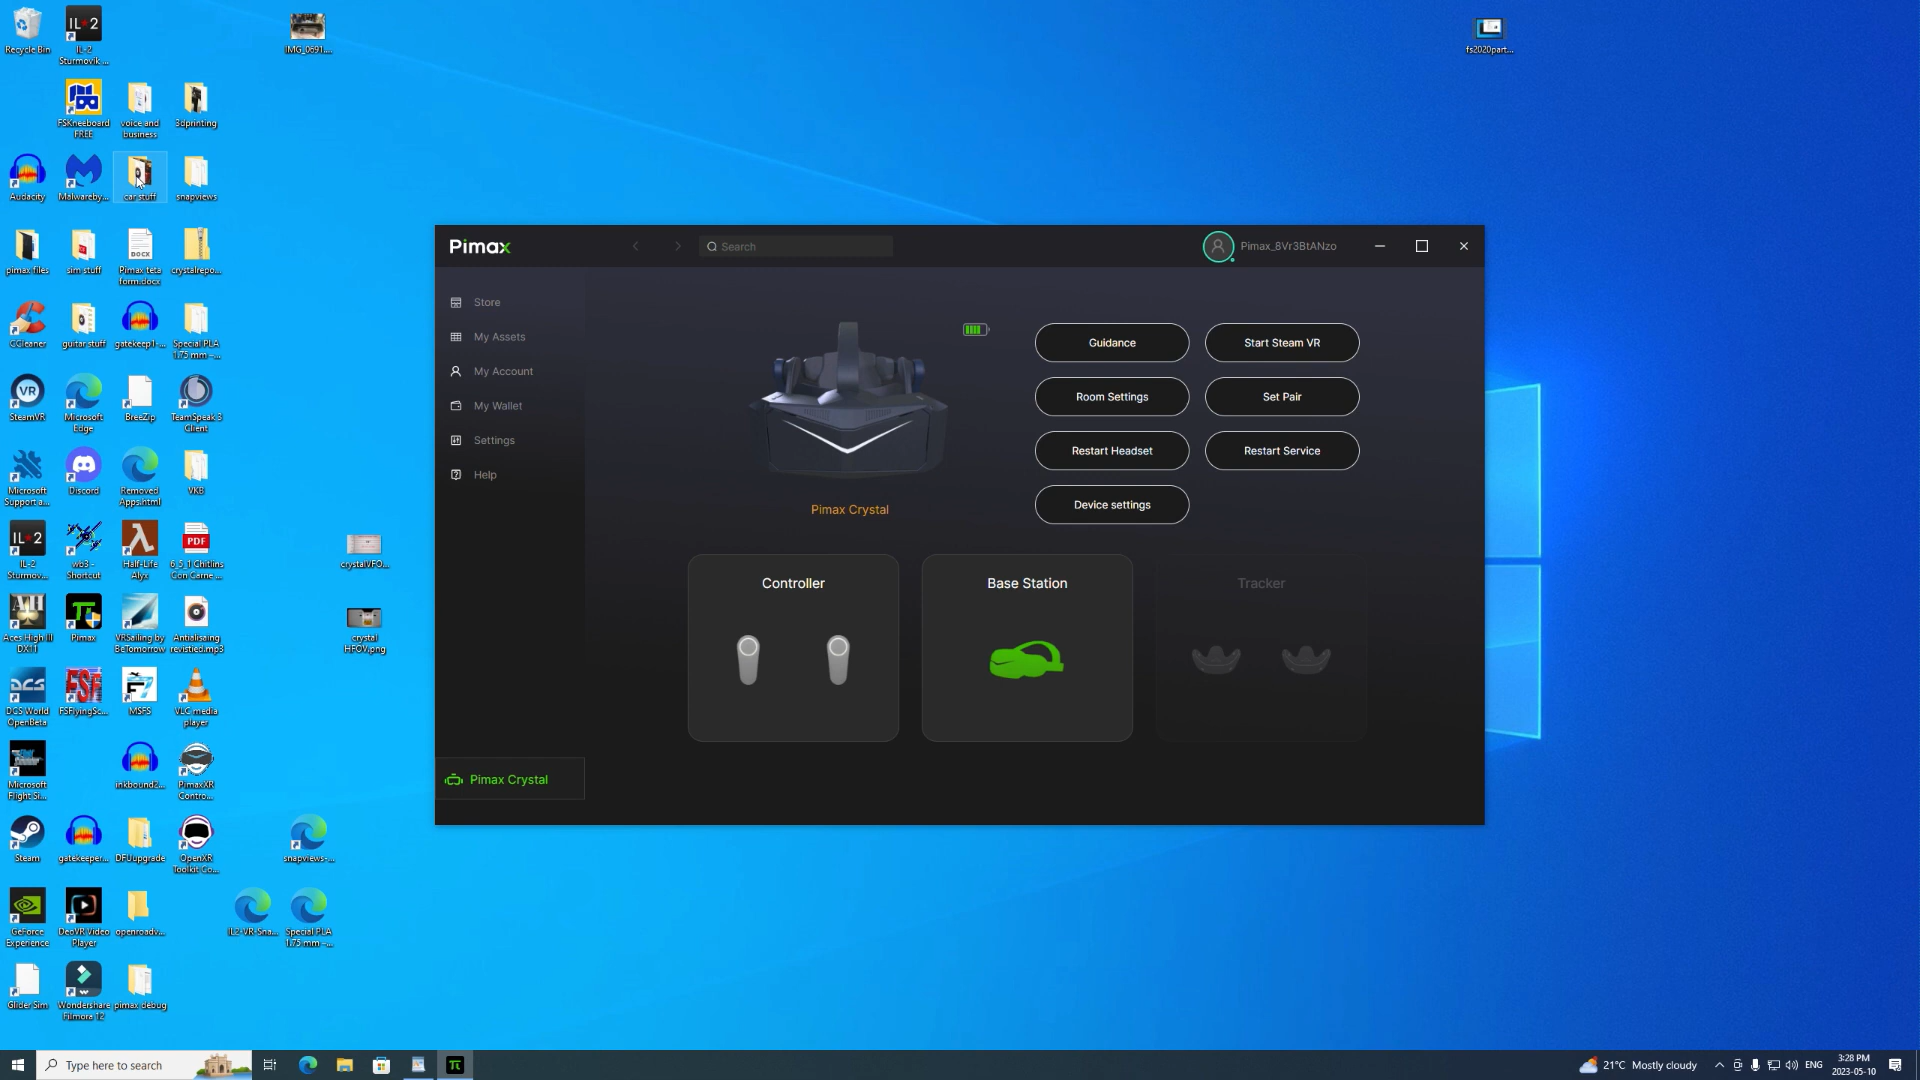 Recycle Bin
IL-2
Sturmovik ...
IMG_0691....
fs2020part...
FSKneeboard
FREE
voice and
business
3dprinting
Audacity
Malwareby...
car stuff
snapviews
pimax files
sim stuff
Pimax teta
form.docx
crystalrepo...
CCleaner
guitar stuff
gatekeep1-...
Special PLA
1.75 mm -...
SteamVR
Microsoft
Edge
BreeZip
TeamSpeak 3
Client
Microsoft
Support a...
Discord
Removed
Apps.html
VKB
IL-2
Sturmov...
wb3 -
Shortcut
Half-Life
Alyx
6_5_1 Chitlins
Con Carne ...
crystalVFO...
Aces High III
DX11
Pimax
VRSailing by
BeTomorrow
Antialisaing
revistied.mp3
crystal
HFOV.png
DCS World
OpenBeta
FSFlyingSc...
MSFS
VLC media
player
Microsoft
Flight Si...
inkbound2...
PimaxXR
Contro...
Steam
gatekeeper...
DFUupgrade
OpenXR
Toolkit Co...
snapviews-...
GeForce
Experience
DeoVR Video
Player
openroadv...
IL2-VR-Sna...
Special PLA
1.75 mm -...
Glider Sim
Wondershare
Filmora 12
pimax debug
Pimax
Search
Pimax_8Vr3BtANzo
Store
My Assets
My Account
My Wallet
Settings
Help
Pimax Crystal
Pimax Crystal
Guidance
Start Steam VR
Room Settings
Set Pair
Restart Headset
Restart Service
Device settings
Controller
Base Station
Tracker
Type here to search
21°C Mostly cloudy
ENG
3:28 PM
2023-05-10